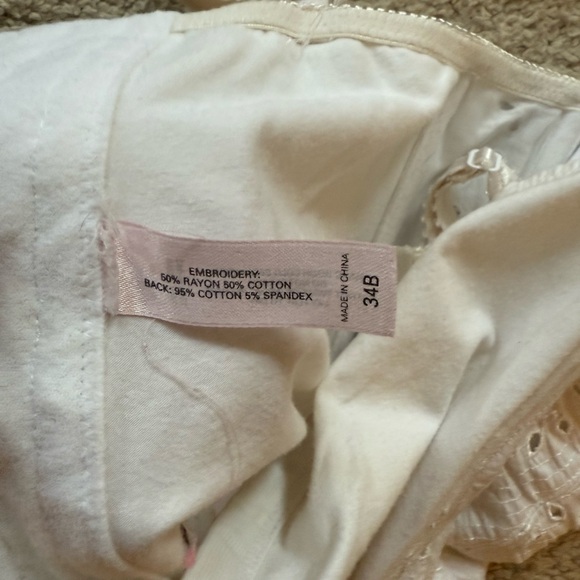 EMBROIDERY:
50% RAYON 50% COTTON
BACK: 95% COTTON 5% SPANDEX
MADE IN CHINA
34B